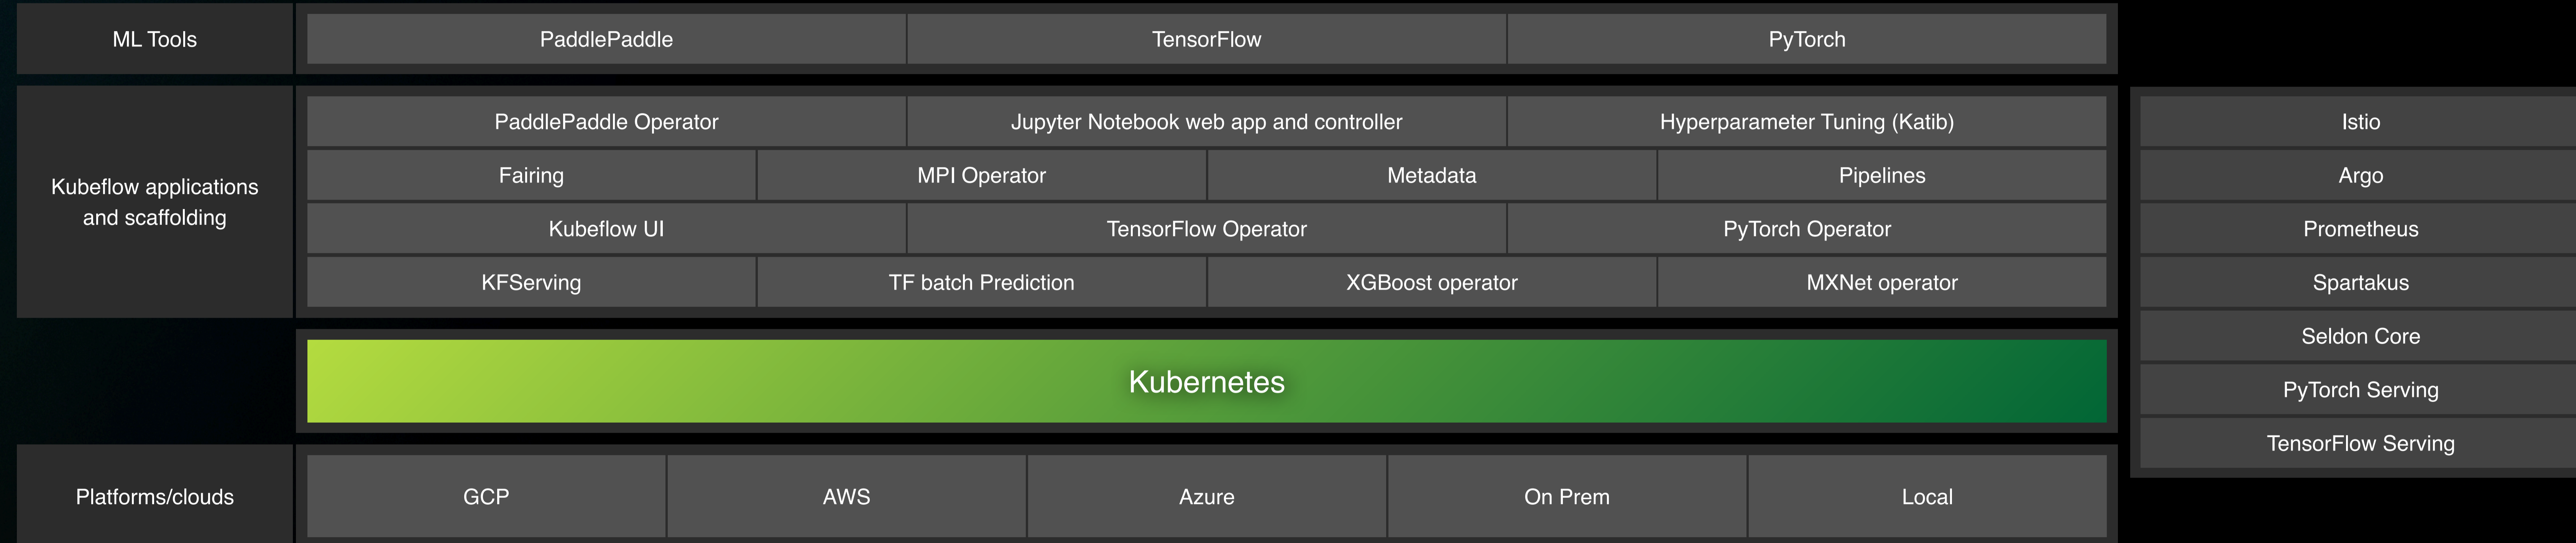 ML Tools
PaddlePaddle
TensorFlow
PyTorch
Kubeflow applications
and scaffolding
PaddlePaddle Operator
Jupyter Notebook web app and controller
Hyperparameter Tuning (Katib)
Fairing
MPI Operator
Metadata
Pipelines
Kubeflow UI
TensorFlow Operator
PyTorch Operator
KFServing
TF batch Prediction
XGBoost operator
MXNet operator
Kubernetes
Platforms/clouds
GCP
AWS
Azure
On Prem
Local
Istio
Argo
Prometheus
Spartakus
Seldon Core
PyTorch Serving
TensorFlow Serving